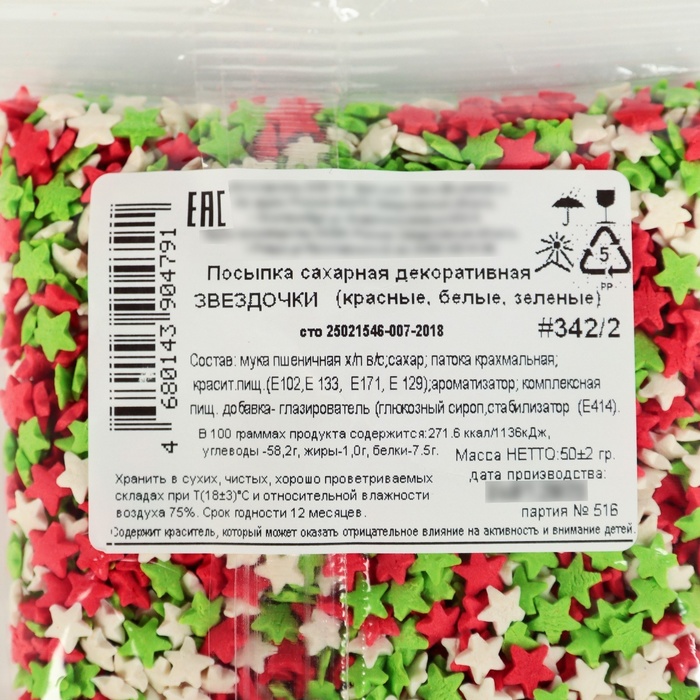 EAC
4 680143 904791
5
PP
Посыпка сахарная декоративная
ЗВЕЗДОЧКИ (красные, белые, зеленые)
сто 25021546-007-2018
#342/2
Состав: мука пшеничная х/п в/с;сахар; патока крахмальная;
красит.пищ.(Е102,Е 133, Е171, Е 129);ароматизатор; комплексная
пищ. добавка- глазирователь (глюкозный сироп,стабилизатор (Е414).
В 100 граммах продукта содержится:271.6 ккал/1136кДж,
углеводы -58,2г, жиры-1,0г, белки-7.5г.
Масса НЕТТО:50±2 гр.
дата производства:
Хранить в сухих, чистых, хорошо проветриваемых
складах при Т(18±3)°С и относительной влажности
воздуха 75%. Срок годности 12 месяцев.
партия № 516
Содержит краситель, который может оказать отрицательное влияние на активность и внимание детей.